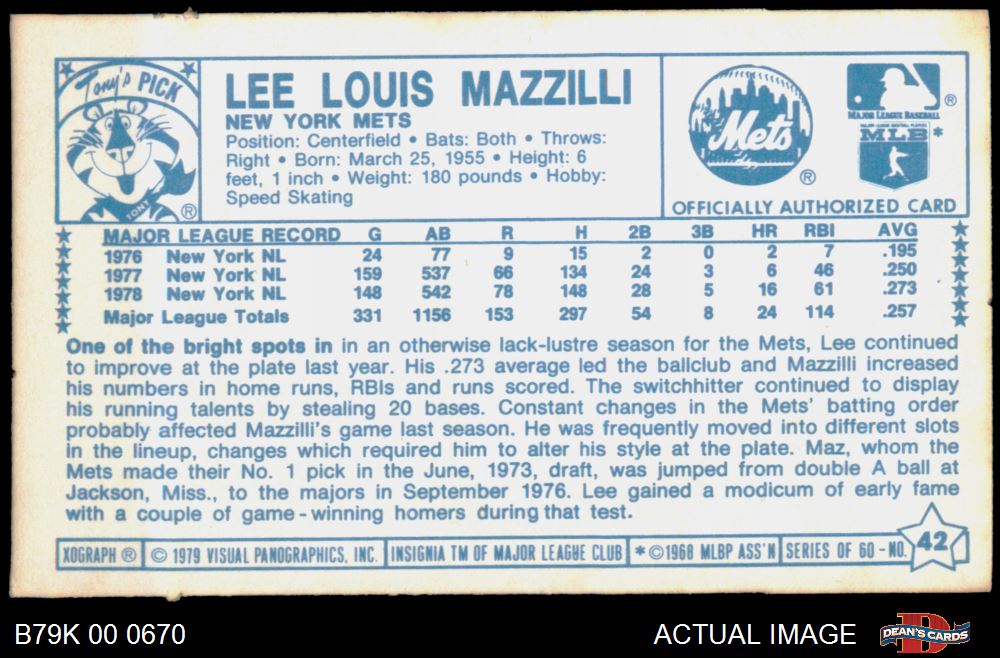 Tony's PICK
TONY
®
LEE LOUIS MAZZILLI
NEW YORK METS
Position: Centerfield • Bats: Both • Throws:
Right • Born: March 25, 1955 • Height: 6
feet, 1 inch • Weight: 180 pounds • Hobby:
Speed Skating
Mets
®
®
MAJOR LEAGUE BASEBALL
MAJOR LEAGUE BASEBALL PLAYERS
MLB *
OFFICIALLY AUTHORIZED CARD
MAJOR LEAGUE RECORD G AB R H 2B 3B HR RBI AVG
1976 New York NL 24 77 9 15 2 0 2 7 .195
1977 New York NL 159 537 66 134 24 3 6 46 .250
1978 New York NL 148 542 78 148 28 5 16 61 .273
Major League Totals 331 1156 153 297 54 8 24 114 .257
One of the bright spots in in an otherwise lack-lustre season for the Mets, Lee continued
to improve at the plate last year. His .273 average led the ballclub and Mazzilli increased
his numbers in home runs, RBIs and runs scored. The switchhitter continued to display
his running talents by stealing 20 bases. Constant changes in the Mets' batting order
probably affected Mazzilli's game last season. He was frequently moved into different slots
in the lineup, changes which required him to alter his style at the plate. Maz, whom the
Mets made their No. 1 pick in the June, 1973, draft, was jumped from double A ball at
Jackson, Miss., to the majors in September 1976. Lee gained a modicum of early fame
with a couple of game-winning homers during that test.
XOGRAPH ® © 1979 VISUAL PANOGRAPHICS, INC. INSIGNIA TM OF MAJOR LEAGUE CLUB * ©1968 MLBP ASS'N SERIES OF 60 - NO. 42
B79K 00 0670
ACTUAL IMAGE
D
DEAN'S CARDS